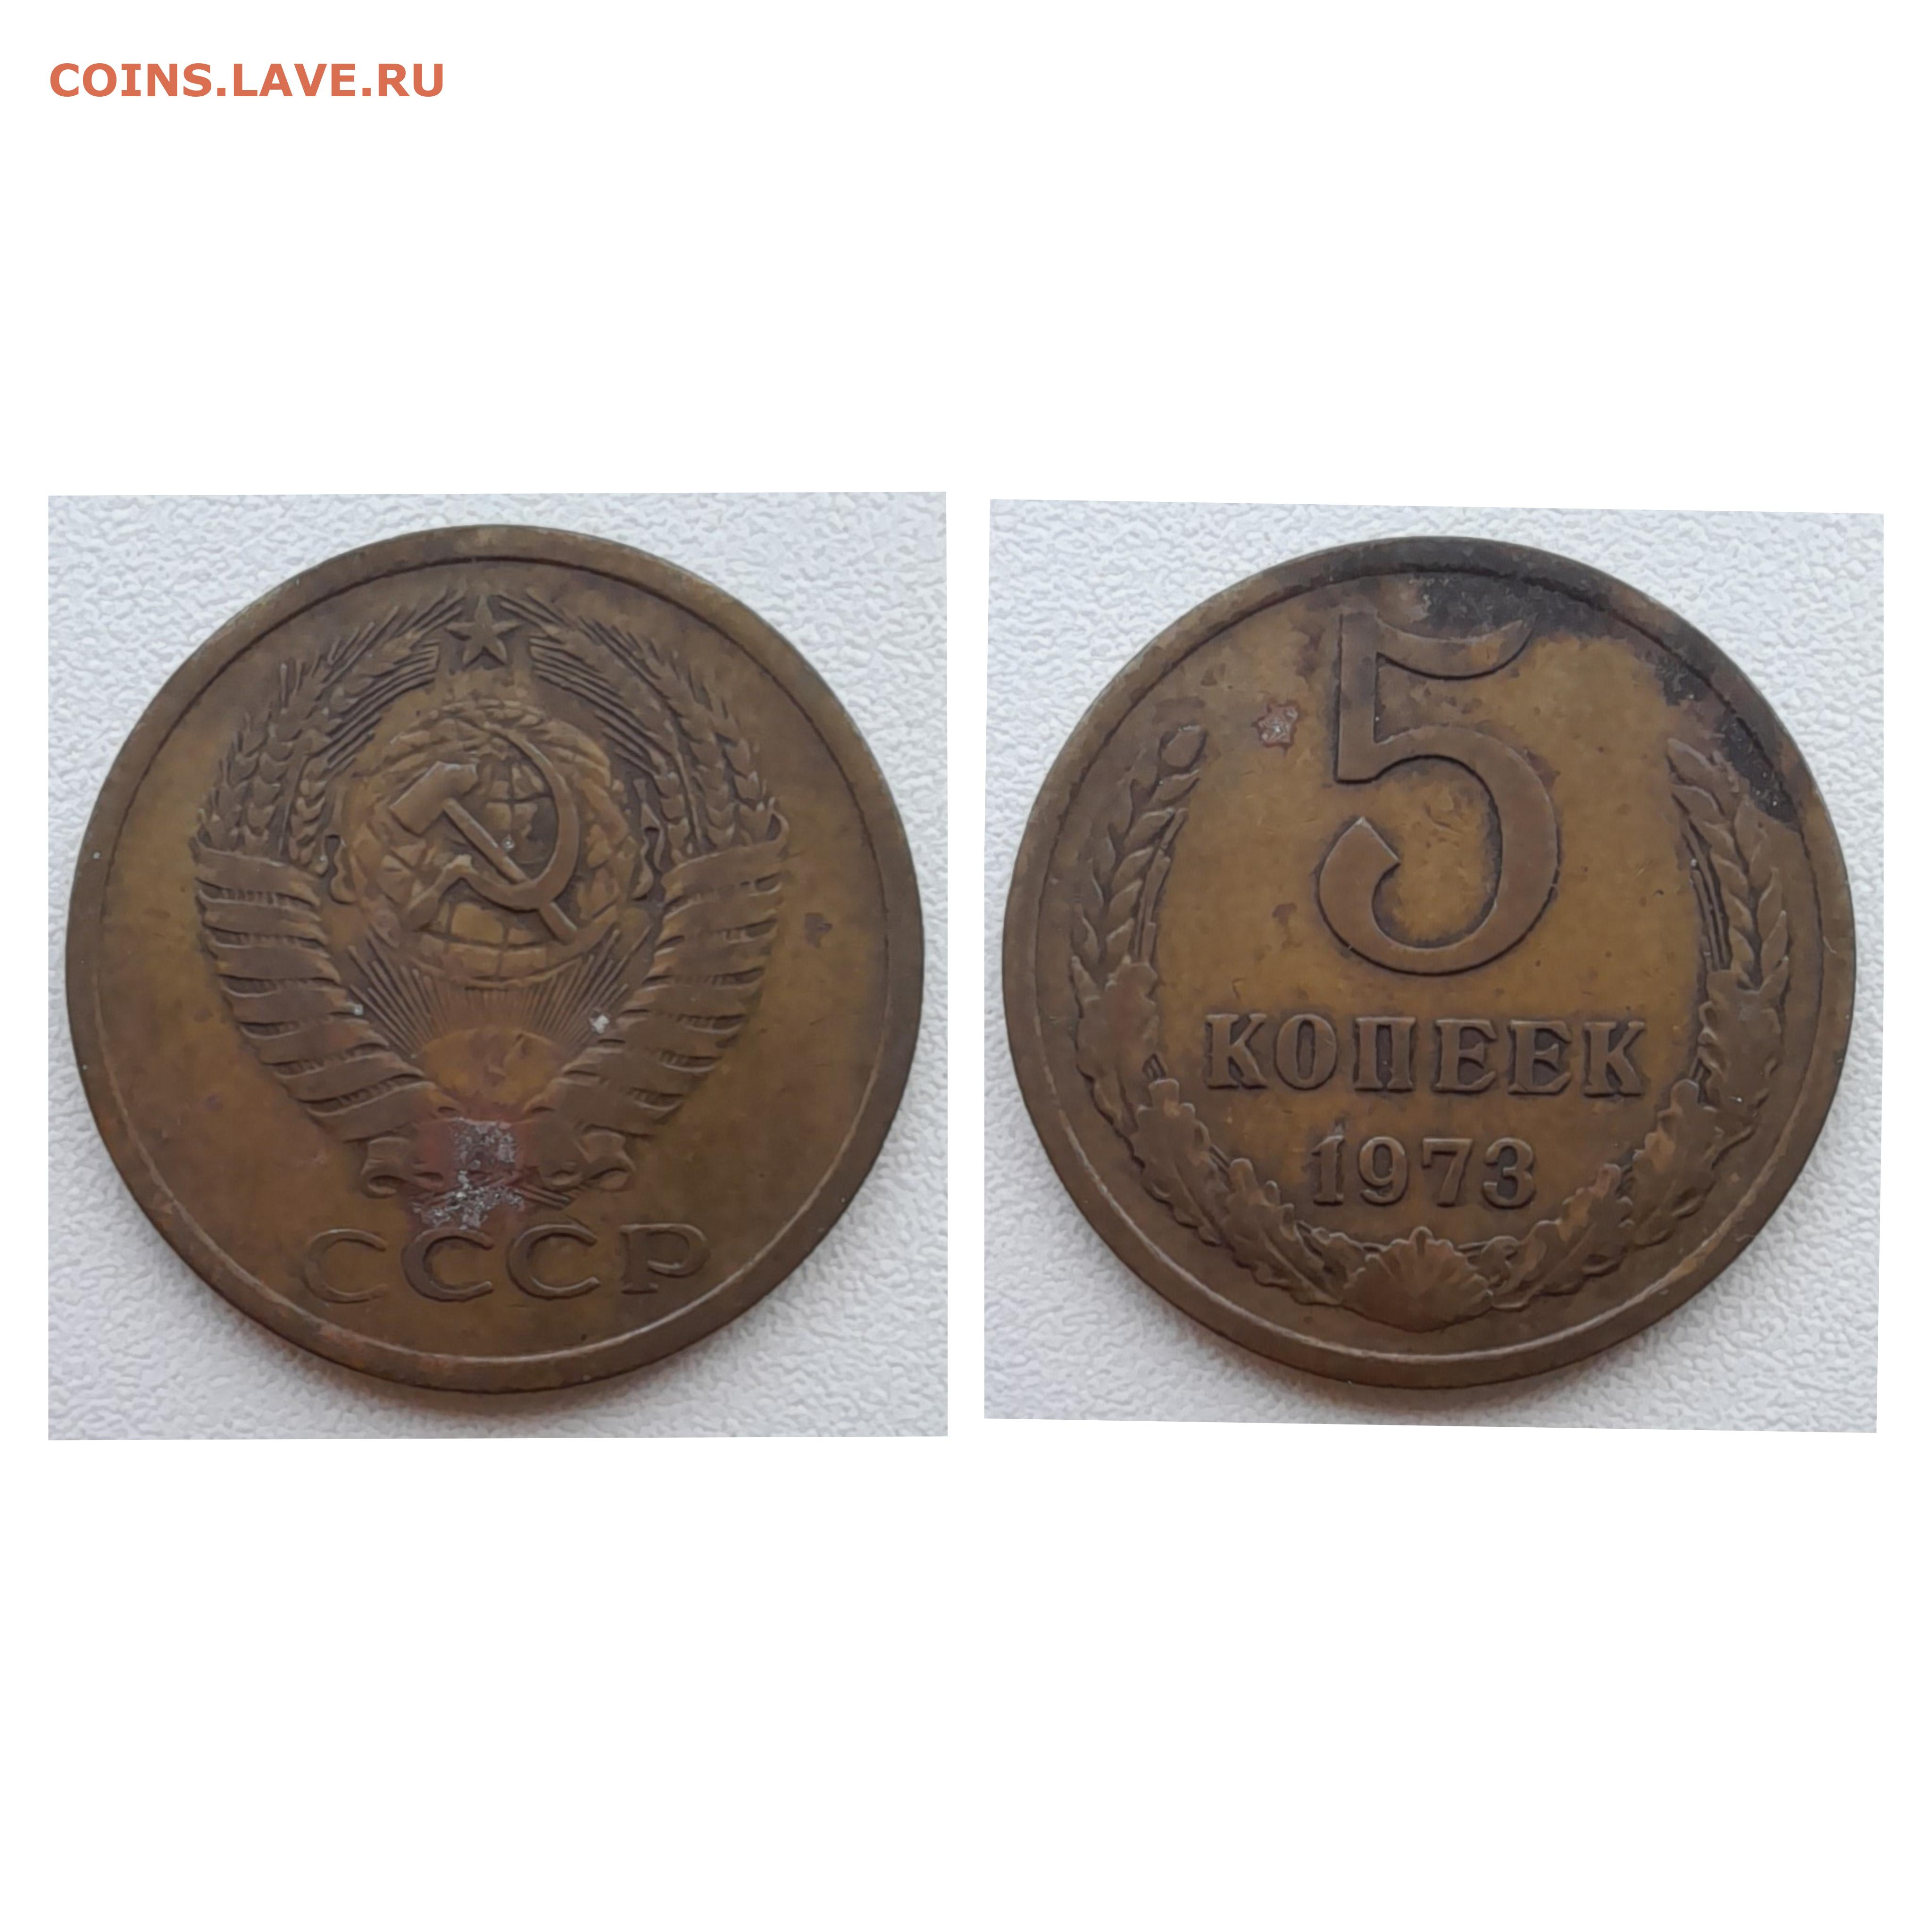 COINS.LAVE.RU
СССР
5
КОПЕЕК
1973